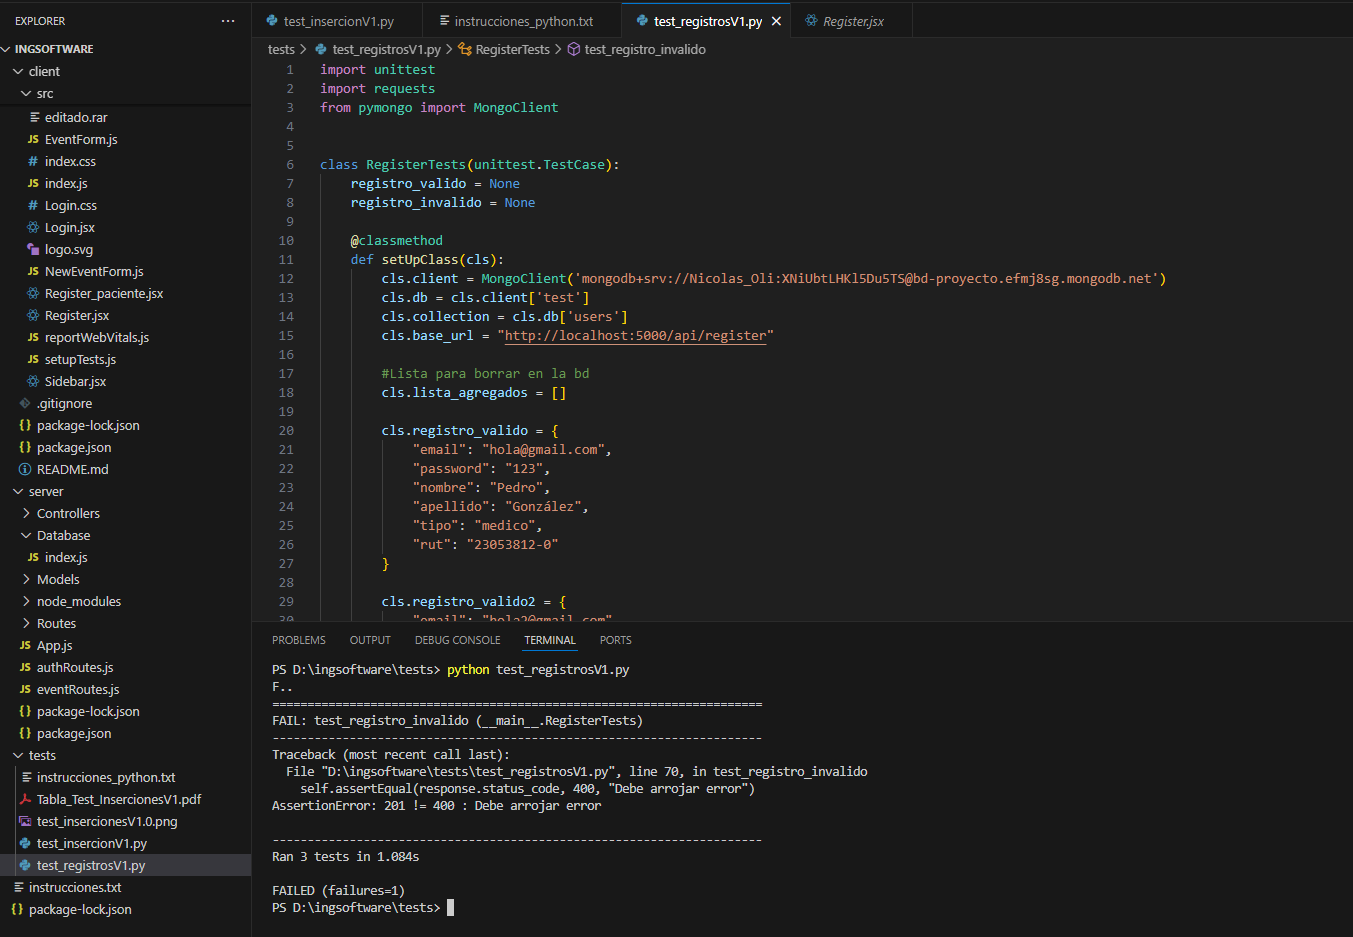 EXPLORER
INGSOFTWARE
client
src
editado.rar
EventForm.js
index.css
index.js
Login.css
Login.jsx
logo.svg
NewEventForm.js
Register_paciente.jsx
Register.jsx
reportWebVitals.js
setupTests.js
Sidebar.jsx
.gitignore
package-lock.json
package.json
README.md
server
Controllers
Database
index.js
Models
node_modules
Routes
App.js
authRoutes.js
eventRoutes.js
package-lock.json
package.json
tests
instrucciones_python.txt
Tabla_Test_InsercionesV1.pdf
test_insercionesV1.0.png
test_insercionV1.py
test_registrosV1.py
instrucciones.txt
package-lock.json
test_insercionV1.py
instrucciones_python.txt
test_registrosV1.py
Register.jsx
tests > test_registrosV1.py > RegisterTests > test_registro_invalido
1 import unittest
2 import requests
3 from pymongo import MongoClient
4
5
6 class RegisterTests(unittest.TestCase):
7 registro_valido = None
8 registro_invalido = None
9
10 @classmethod
11 def setUpClass(cls):
12 cls.client = MongoClient('mongodb+srv://Nicolas_Oli:XNiUbtLHKl5Du5TS@bd-proyecto.efmj8sg.mongodb.net')
13 cls.db = cls.client['test']
14 cls.collection = cls.db['users']
15 cls.base_url = "http://localhost:5000/api/register"
16
17 #Lista para borrar en la bd
18 cls.lista_agregados = []
19
20 cls.registro_valido = {
21 "email": "hola@gmail.com",
22 "password": "123",
23 "nombre": "Pedro",
24 "apellido": "González",
25 "tipo": "medico",
26 "rut": "23053812-0"
27 }
28
29 cls.registro_valido2 = {
30 "email": "hola2@gmail.com"
PROBLEMS OUTPUT DEBUG CONSOLE TERMINAL PORTS
PS D:\ingsoftware\tests> python test_registrosV1.py
F..
======================================================================
FAIL: test_registro_invalido (__main__.RegisterTests)
----------------------------------------------------------------------
Traceback (most recent call last):
File "D:\ingsoftware\tests\test_registrosV1.py", line 70, in test_registro_invalido
self.assertEqual(response.status_code, 400, "Debe arrojar error")
AssertionError: 201 != 400 : Debe arrojar error
----------------------------------------------------------------------
Ran 3 tests in 1.084s
FAILED (failures=1)
PS D:\ingsoftware\tests>